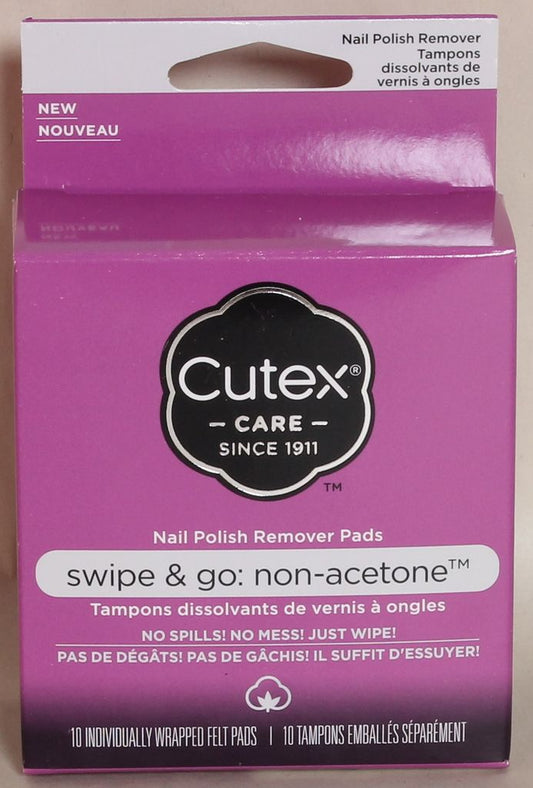 Nail Polish Remover
Tampons
dissolvants de
vernis à ongles
NEW
NOUVEAU
Cutex®
– CARE –
SINCE 1911
TM
Nail Polish Remover Pads
swipe & go: non-acetone™
Tampons dissolvants de vernis à ongles
NO SPILLS! NO MESS! JUST WIPE!
PAS DE DÉGÂTS! PAS DE GÂCHIS! IL SUFFIT D'ESSUYER!
10 INDIVIDUALLY WRAPPED FELT PADS | 10 TAMPONS EMBALLÉS SÉPARÉMENT